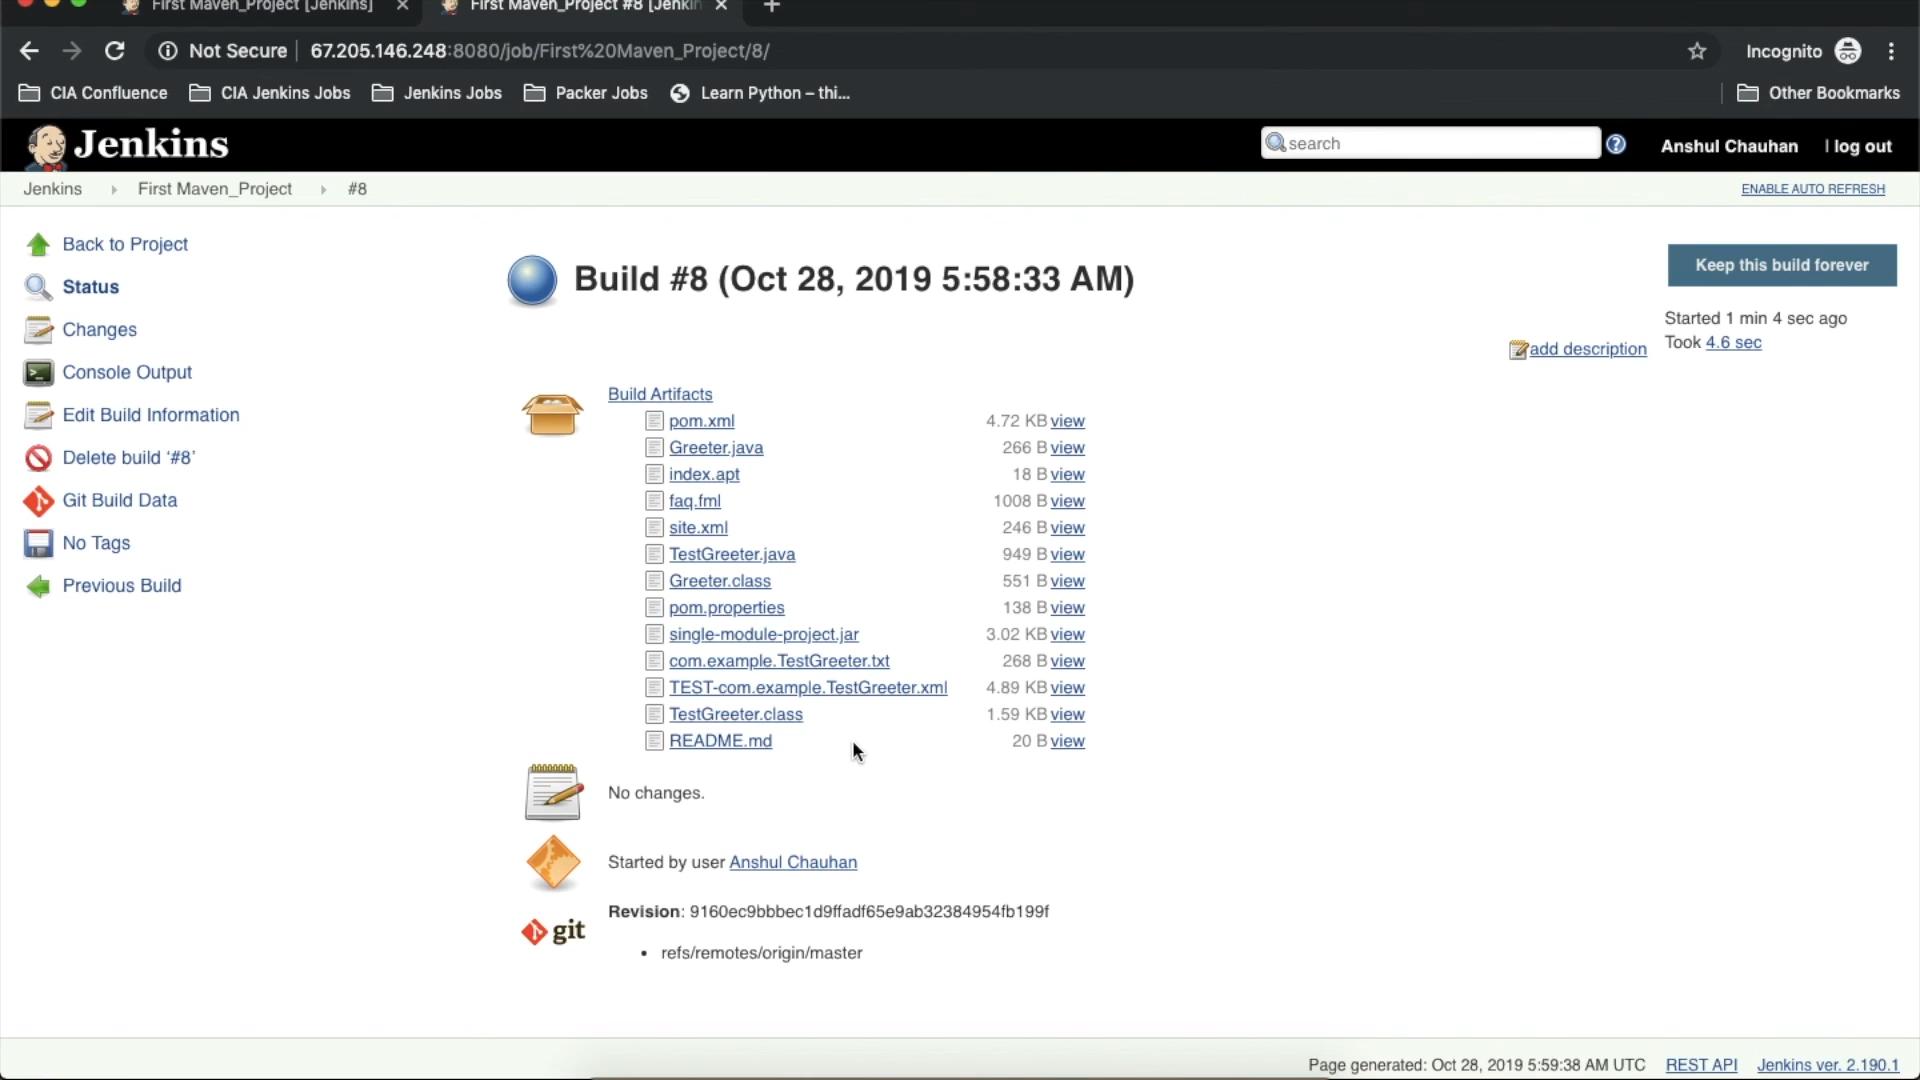 First Maven_Project [Jenkins]
First Maven_Project #8 [Jenkin
Not Secure
67.205.146.248:8080/job/First%20Maven_Project/8/
Incognito
CIA Confluence
CIA Jenkins Jobs
Jenkins Jobs
Packer Jobs
Learn Python – thi...
Other Bookmarks
Jenkins
search
Anshul Chauhan
| log out
Jenkins
First Maven_Project
#8
ENABLE AUTO REFRESH
Back to Project
Status
Changes
Console Output
Edit Build Information
Delete build ‘#8’
Git Build Data
No Tags
Previous Build
Build #8 (Oct 28, 2019 5:58:33 AM)
Keep this build forever
Started 1 min 4 sec ago
Took 4.6 sec
add description
Build Artifacts
pom.xml 4.72 KB view
Greeter.java 266 B view
index.apt 18 B view
faq.fml 1008 B view
site.xml 246 B view
TestGreeter.java 949 B view
Greeter.class 551 B view
pom.properties 138 B view
single-module-project.jar 3.02 KB view
com.example.TestGreeter.txt 268 B view
TEST-com.example.TestGreeter.xml 4.89 KB view
TestGreeter.class 1.59 KB view
README.md 20 B view
No changes.
Started by user Anshul Chauhan
git
Revision: 9160ec9bbbec1d9ffadf65e9ab32384954fb199f
• refs/remotes/origin/master
Page generated: Oct 28, 2019 5:59:38 AM UTC
REST API
Jenkins ver. 2.190.1